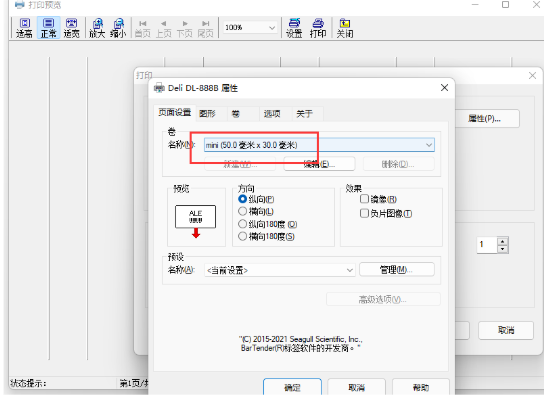 打印预览
适高 正常 适宽 放大 缩小 首页 上页 下页 尾页 100% 设置 打印 关闭
打印
Deli DL-888B 属性
页面设置 图形 卷 选项 关于
属性(P)...
卷
名称(N): mini (50.0 毫米 x 30.0 毫米)
新建(W)... 编辑(E)... 删除(D)...
预览 方向 效果
纵向(P) 镜像(R)
横向(L) 负片图像(I)
纵向180度 (O)
横向180度(S)
1
预设
名称(A): <当前设置> 管理(M)...
高级选项(V)...
"(C) 2015-2021 Seagull Scientific, Inc.,
BarTender(R)标签软件的开发商。"
取消
状态提示: 第1页/
确定 取消 帮助